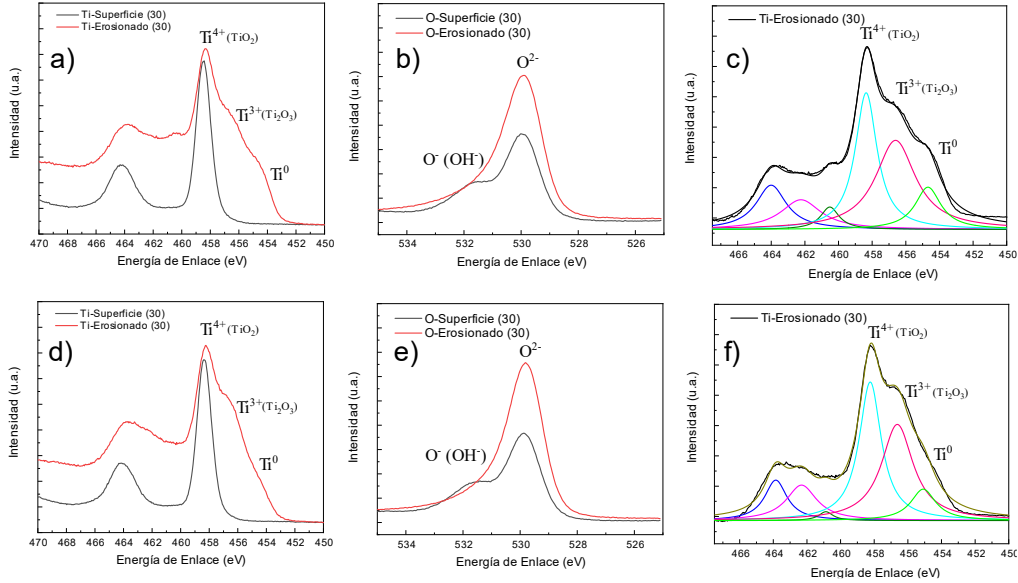 a)
Ti-Superficie (30)
Ti-Erosionado (30)
Ti4+(TiO2)
Ti3+(Ti2O3)
Ti0
Intensidad (u.a.)
470 468 466 464 462 460 458 456 454 452 450
Energía de Enlace (eV)
b)
O-Superficie (30)
O-Erosionado (30)
O2-
O- (OH-)
Intensidad (u.a.)
534 532 530 528 526
Energía de Enlace (eV)
c)
Ti-Erosionado (30)
Ti4+(TiO2)
Ti3+(Ti2O3)
Ti0
Intensidad (u.a.)
466 464 462 460 458 456 454 452 450
Energía de Enlace (eV)
d)
Ti-Superficie (30)
Ti-Erosionado (30)
Ti4+(TiO2)
Ti3+(Ti2O3)
Ti0
Intensidad (u.a.)
470 468 466 464 462 460 458 456 454 452 450
Energía de Enlace (eV)
e)
O-Superficie (30)
O-Erosionado (30)
O2-
O- (OH-)
Intensidad (u.a.)
534 532 530 528 526
Energía de Enlace (eV)
f)
Ti-Erosionado (30)
Ti4+(TiO2)
Ti3+(Ti2O3)
Ti0
Intensidad (u.a.)
466 464 462 460 458 456 454 452 450
Energía de Enlace (eV)